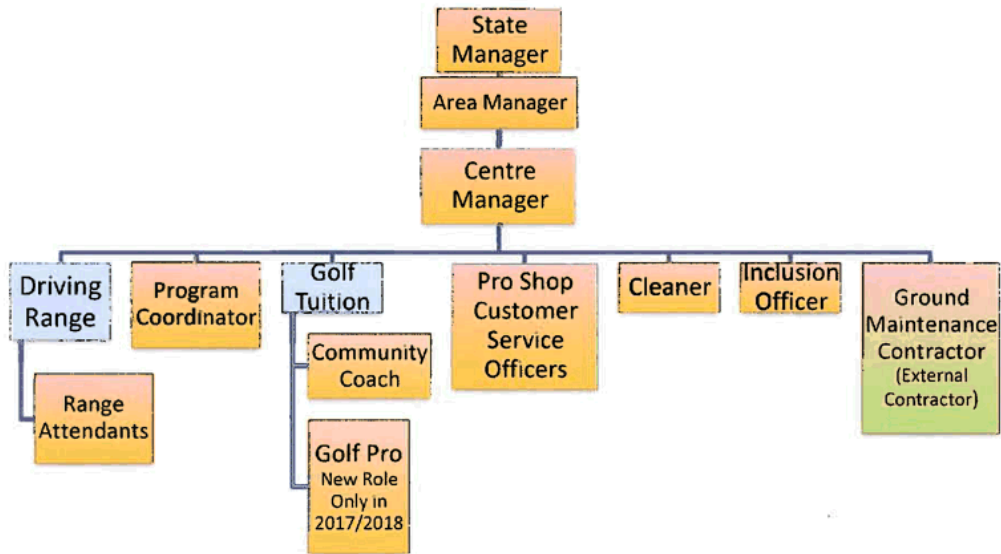 State
Manager
Area Manager
Centre
Manager
Driving
Range
Program
Coordinator
Golf
Tuition
Pro Shop
Customer
Service
Officers
Cleaner
Inclusion
Officer
Ground
Maintenance
Contractor
(External
Contractor)
Range
Attendants
Community
Coach
Golf Pro
New Role
Only in
2017/2018